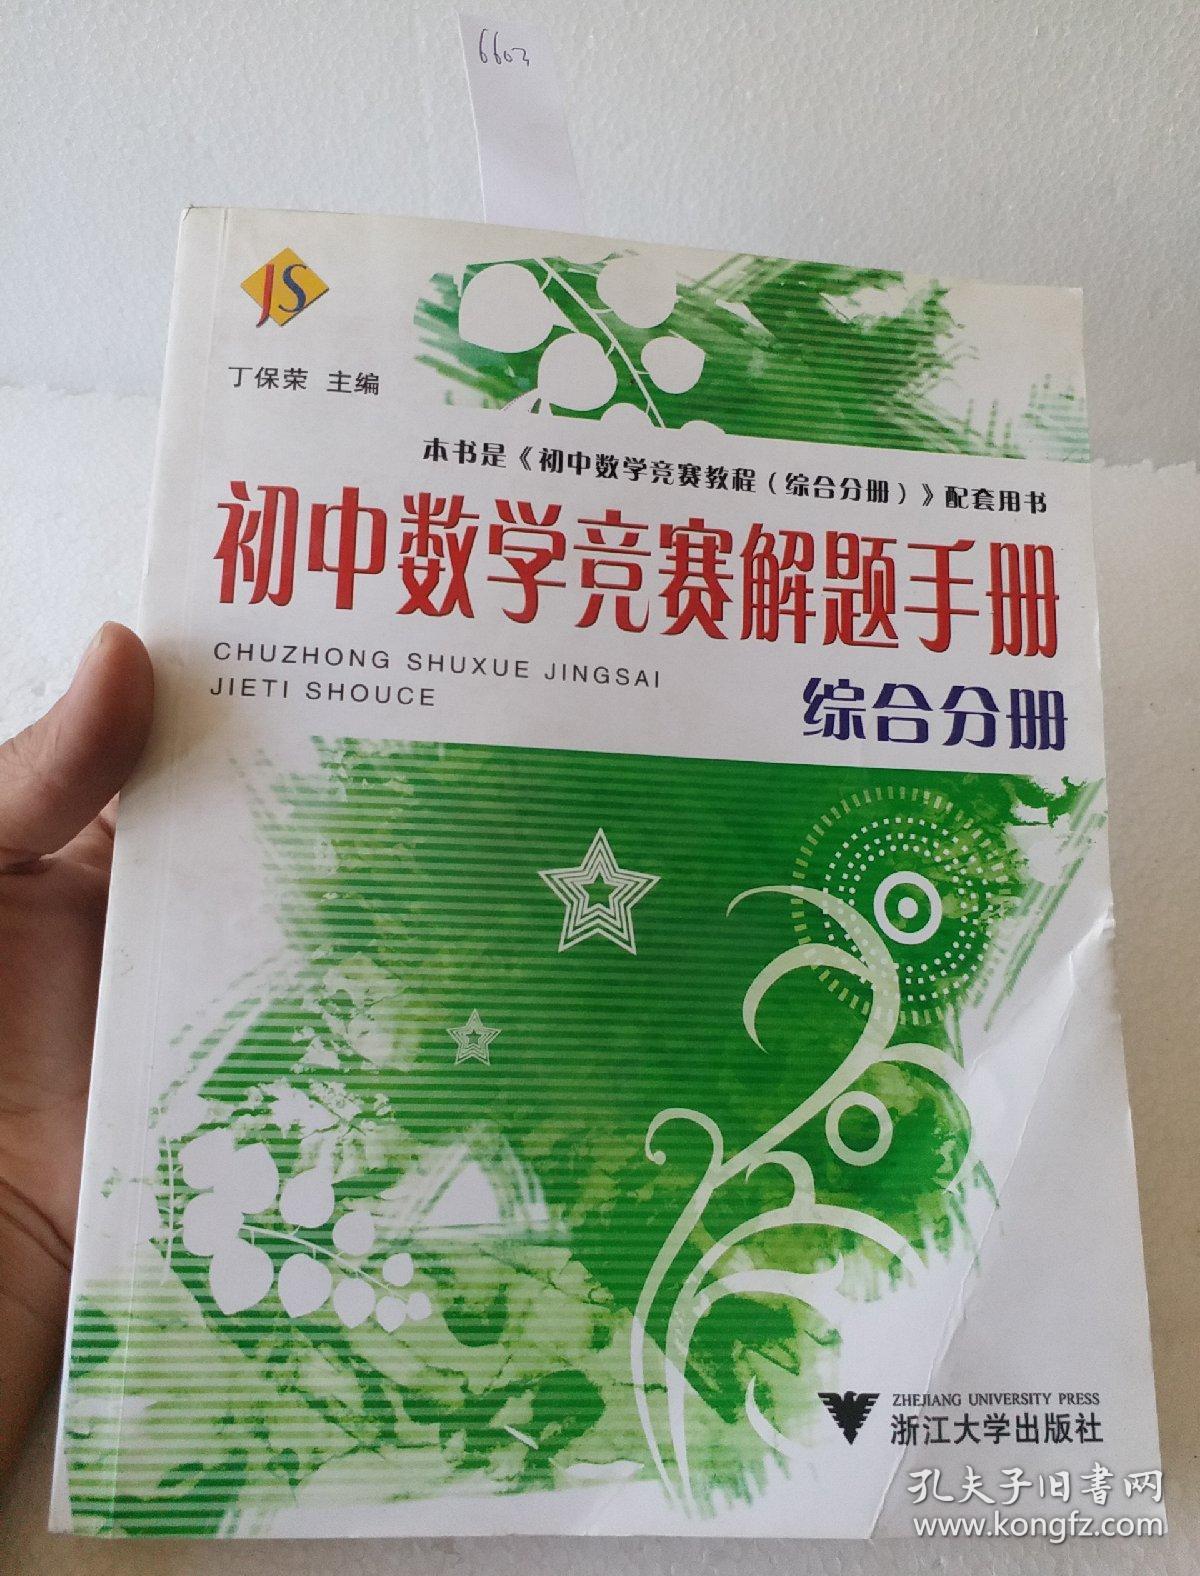 6603
JS
丁保荣 主编
本书是《初中数学竞赛教程（综合分册）》配套用书
初中数学竞赛解题手册
CHUZHONG SHUXUE JINGSAI
JIETI SHOUCE
综合分册
ZHEJIANG UNIVERSITY PRESS
浙江大学出版社
孔夫子旧书网
www.kongfz.com